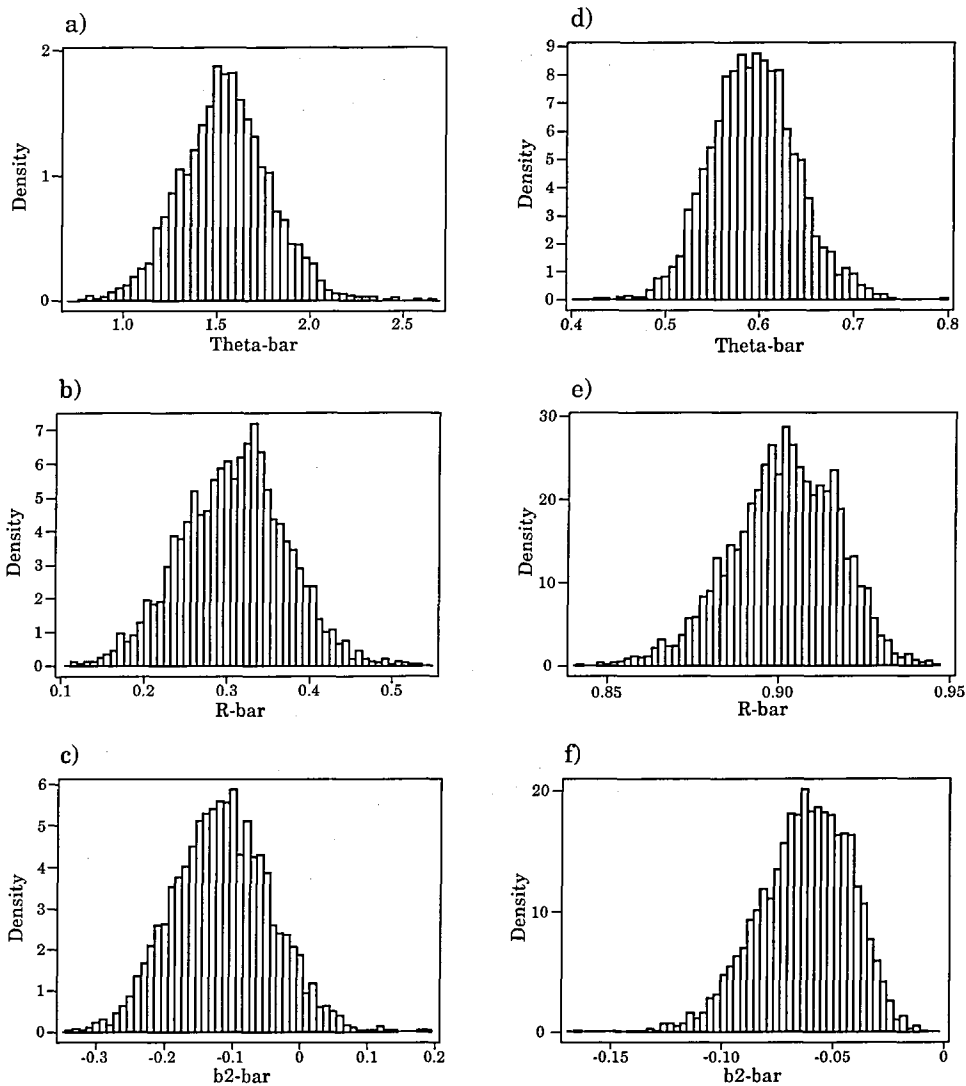 a)
2
1
0
Density
1.0 1.5 2.0 2.5
Theta-bar
b)
7
6
5
4
3
2
1
0
Density
0.1 0.2 0.3 0.4 0.5
R-bar
c)
6
5
4
3
2
1
0
Density
-0.3 -0.2 -0.1 0 0.1 0.2
b2-bar
d)
9
8
7
6
5
4
3
2
1
0
Density
0.4 0.5 0.6 0.7 0.8
Theta-bar
e)
30
20
10
0
Density
0.85 0.90 0.95
R-bar
f)
20
10
0
Density
-0.15 -0.10 -0.05 0
b2-bar